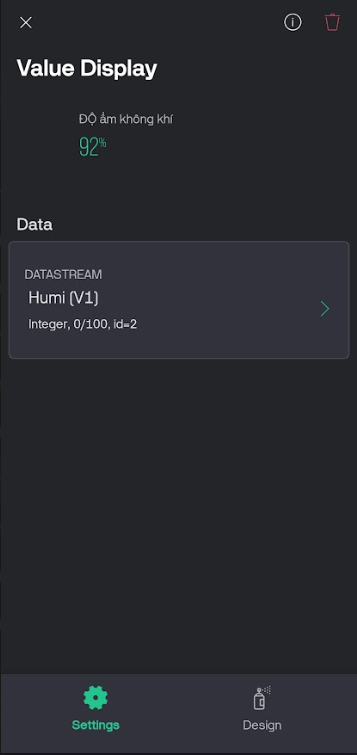 Value Display
ĐỘ ẩm không khí
92%
Data
DATASTREAM
Humi (V1)
Integer, 0/100, id=2
Settings
Design